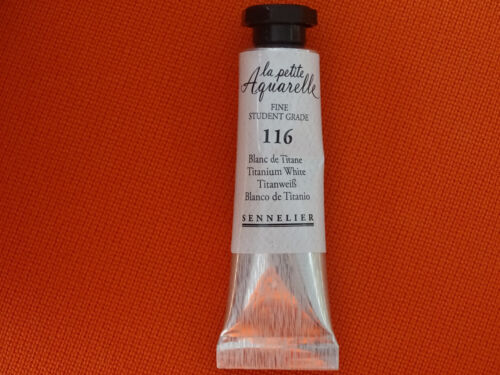 la petite
Aquarelle
FINE
STUDENT GRADE
116
Blanc de Titane
Titanium White
Titanweiß
Blanco de Titanio
SENNELIER